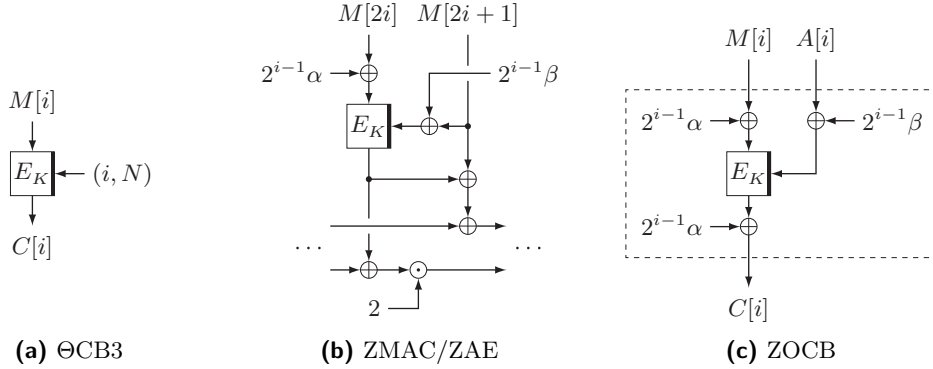 M[i]
E_K
(i, N)
C[i]
(a) ΘCB3
M[2i] M[2i + 1]
2^{i−1}α
2^{i−1}β
E_K
... ...
2
(b) ZMAC/ZAE
M[i] A[i]
2^{i−1}α
2^{i−1}β
E_K
2^{i−1}α
C[i]
(c) ZOCB